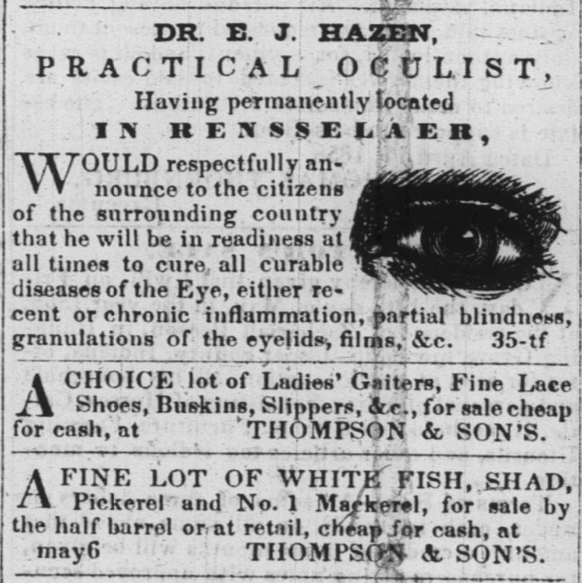 DR. E. J. HAZEN,
PRACTICAL OCULIST,
Having permanently located
IN RENSSELAER,
WOULD respectfully an-
nounce to the citizens
of the surrounding country
that he will be in readiness at
all times to cure all curable
diseases of the Eye, either re-
cent or chronic inflammation, partial blindness,
granulations of the eyelids, films, &c. 35-tf
A CHOICE lot of Ladies' Gaiters, Fine Lace
Shoes, Buskins, Slippers, &c., for sale cheap
for cash, at THOMPSON & SON'S.
A FINE LOT OF WHITE FISH, SHAD,
Pickerel and No. 1 Mackerel, for sale by
the half barrel or at retail, cheap for cash, at
may6 THOMPSON & SON'S.